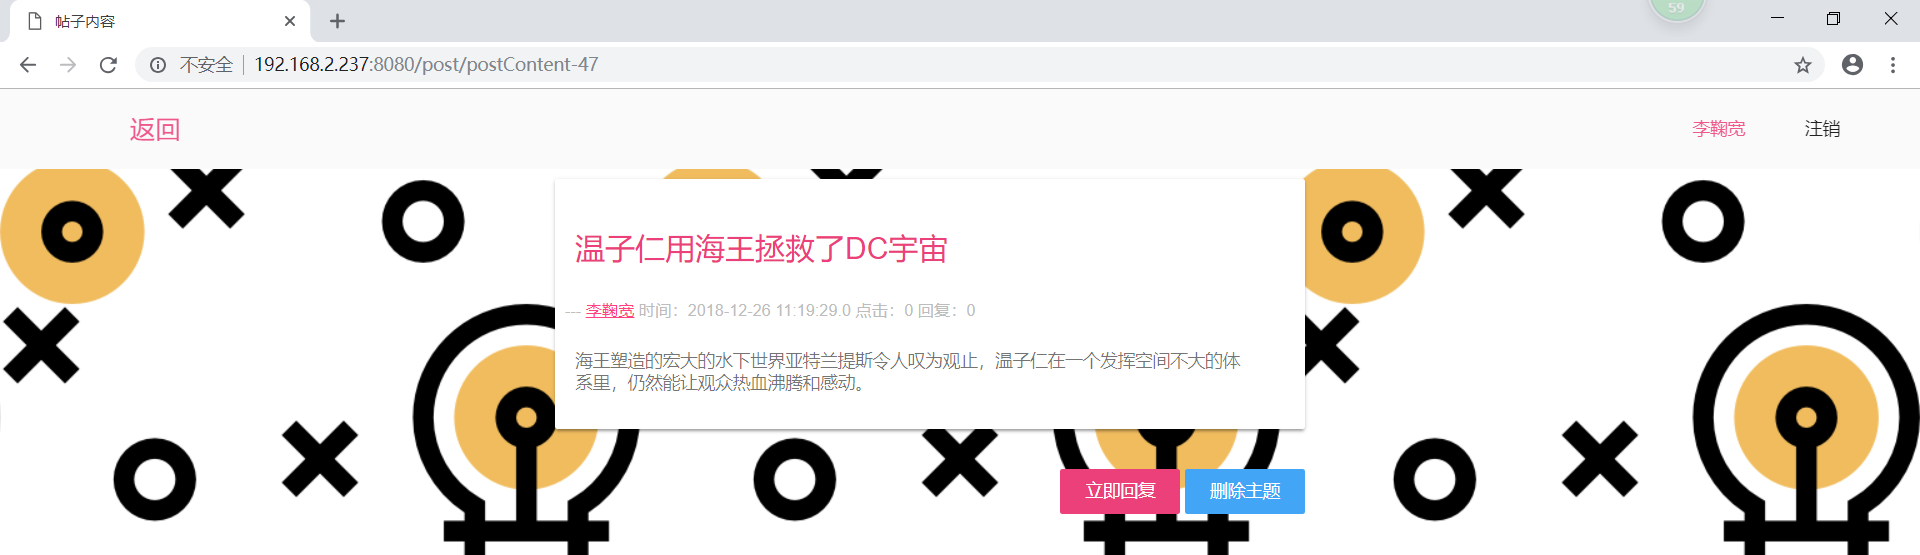 帖子内容
59
不安全 192.168.2.237:8080/post/postContent-47
返回 李鞠宽 注销
温子仁用海王拯救了DC宇宙
--- 李鞠宽 时间：2018-12-26 11:19:29.0 点击：0 回复：0
海王塑造的宏大的水下世界亚特兰提斯令人叹为观止，温子仁在一个发挥空间不大的体
系里，仍然能让观众热血沸腾和感动。
立即回复 删除主题